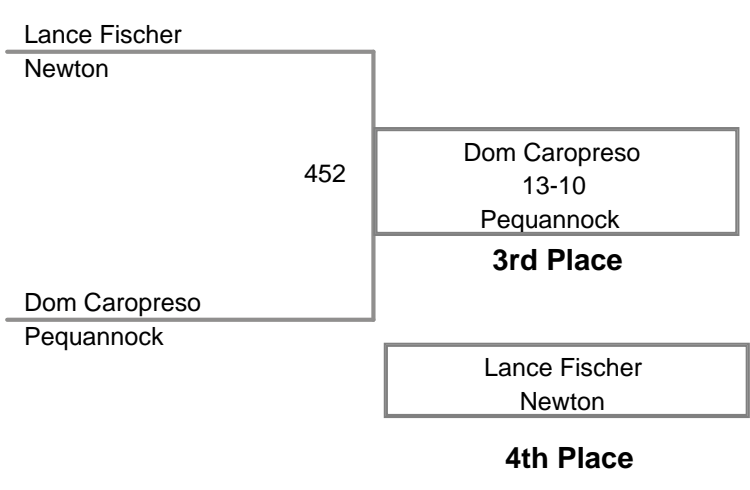 Lance Fischer
Newton
452
Dom Caropreso
13-10
Pequannock
3rd Place
Dom Caropreso
Pequannock
Lance Fischer
Newton
4th Place